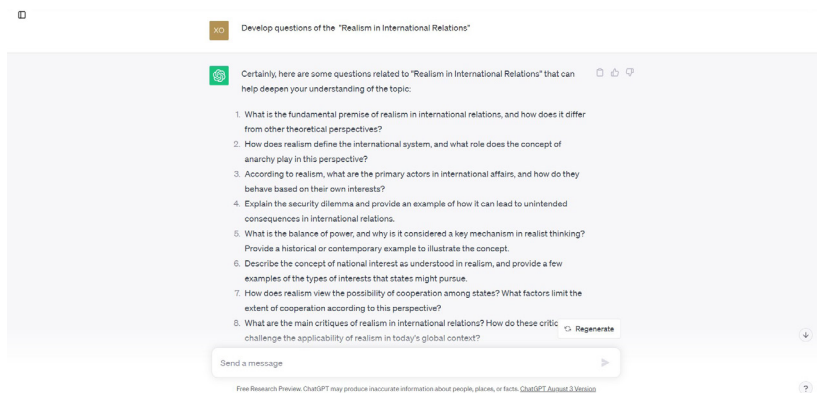 XO
Develop questions of the "Realism in International Relations"
Certainly, here are some questions related to "Realism in International Relations" that can
help deepen your understanding of the topic:
1. What is the fundamental premise of realism in international relations, and how does it differ
from other theoretical perspectives?
2. How does realism define the international system, and what role does the concept of
anarchy play in this perspective?
3. According to realism, what are the primary actors in international affairs, and how do they
behave based on their own interests?
4. Explain the security dilemma and provide an example of how it can lead to unintended
consequences in international relations.
5. What is the balance of power, and why is it considered a key mechanism in realist thinking?
Provide a historical or contemporary example to illustrate the concept.
6. Describe the concept of national interest as understood in realism, and provide a few
examples of the types of interests that states might pursue.
7. How does realism view the possibility of cooperation among states? What factors limit the
extent of cooperation according to this perspective?
8. What are the main critiques of realism in international relations? How do these critic
challenge the applicability of realism in today's global context?
Regenerate
Send a message
Free Research Preview. ChatGPT may produce inaccurate information about people, places, or facts. ChatGPT August 3 Version
?